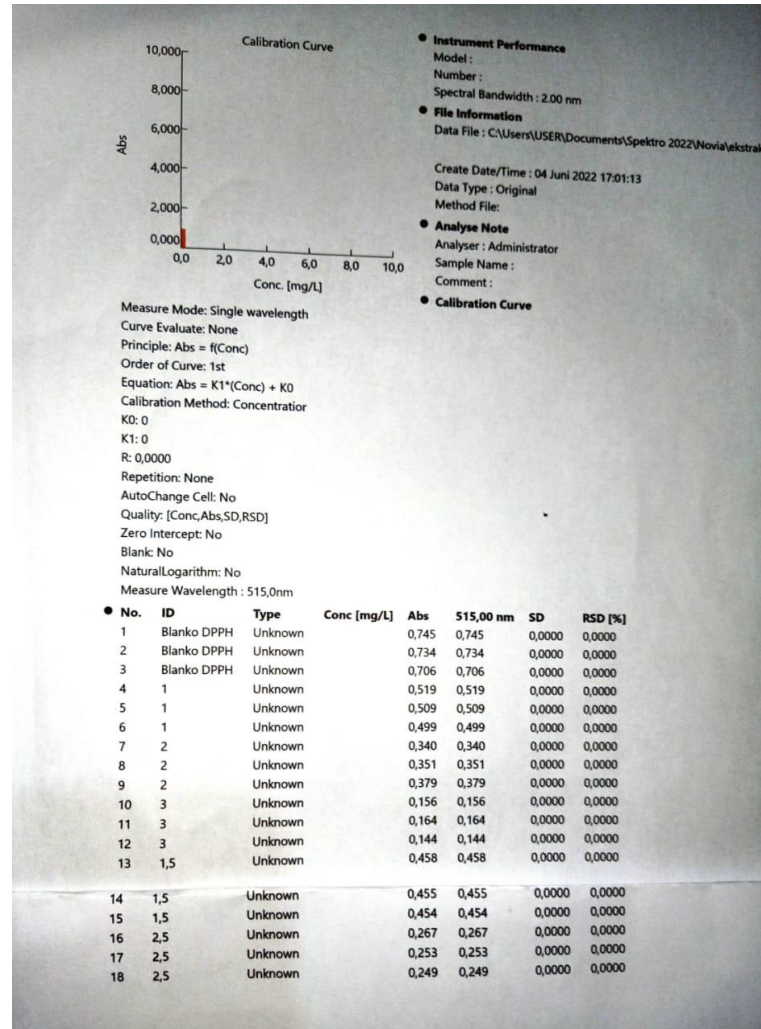 Calibration Curve
10,000
8,000
6,000
4,000
2,000
0,000
Abs
0,0 2,0 4,0 6,0 8,0 10,0
Conc. [mg/L]
Instrument Performance
Model :
Number :
Spectral Bandwidth : 2.00 nm
File Information
Data File : C:\Users\USER\Documents\Spektro 2022\Novia\ekstrak
Create Date/Time : 04 Juni 2022 17:01:13
Data Type : Original
Method File:
Analyse Note
Analyser : Administrator
Sample Name :
Comment :
Calibration Curve
Measure Mode: Single wavelength
Curve Evaluate: None
Principle: Abs = f(Conc)
Order of Curve: 1st
Equation: Abs = K1*(Conc) + K0
Calibration Method: Concentratior
K0: 0
K1: 0
R: 0,0000
Repetition: None
AutoChange Cell: No
Quality: [Conc,Abs,SD,RSD]
Zero Intercept: No
Blank: No
NaturalLogarithm: No
Measure Wavelength : 515,0nm
No. ID Type Conc [mg/L] Abs 515,00 nm SD RSD [%]
1 Blanko DPPH Unknown 0,745 0,745 0,0000 0,0000
2 Blanko DPPH Unknown 0,734 0,734 0,0000 0,0000
3 Blanko DPPH Unknown 0,706 0,706 0,0000 0,0000
4 1 Unknown 0,519 0,519 0,0000 0,0000
5 1 Unknown 0,509 0,509 0,0000 0,0000
6 1 Unknown 0,499 0,499 0,0000 0,0000
7 2 Unknown 0,340 0,340 0,0000 0,0000
8 2 Unknown 0,351 0,351 0,0000 0,0000
9 2 Unknown 0,379 0,379 0,0000 0,0000
10 3 Unknown 0,156 0,156 0,0000 0,0000
11 3 Unknown 0,164 0,164 0,0000 0,0000
12 3 Unknown 0,144 0,144 0,0000 0,0000
13 1,5 Unknown 0,458 0,458 0,0000 0,0000
14 1,5 Unknown 0,455 0,455 0,0000 0,0000
15 1,5 Unknown 0,454 0,454 0,0000 0,0000
16 2,5 Unknown 0,267 0,267 0,0000 0,0000
17 2,5 Unknown 0,253 0,253 0,0000 0,0000
18 2,5 Unknown 0,249 0,249 0,0000 0,0000